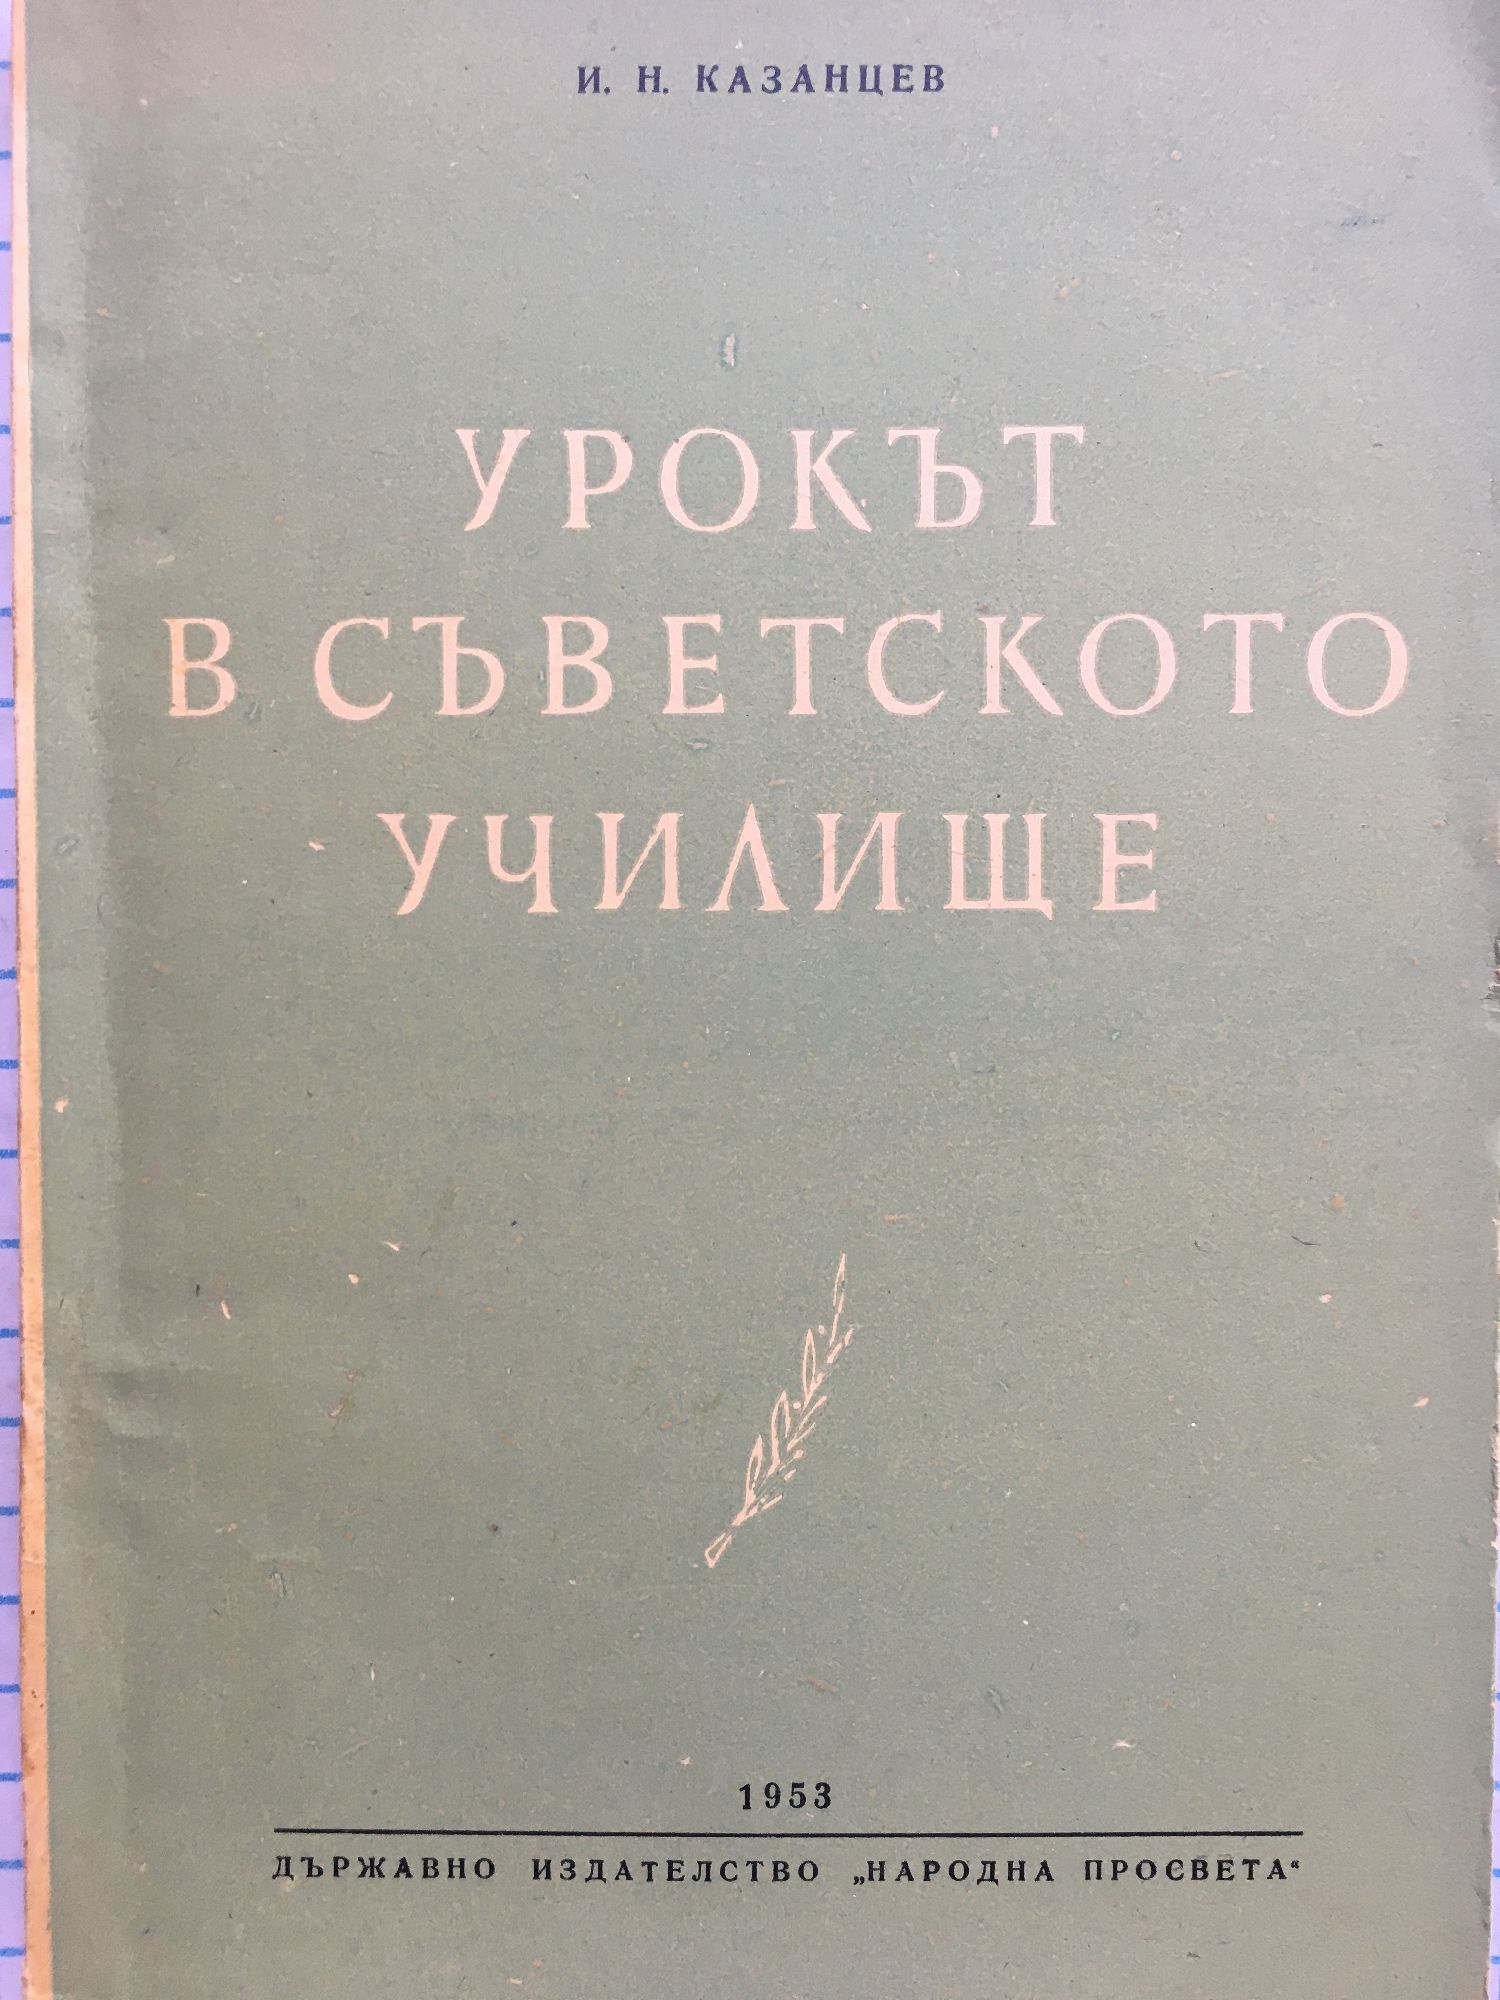 И. Н. КАЗАНЦЕВ
УРОКЪТ
В СЪВЕТСКОТО
УЧИЛИЩЕ
1953
ДЪРЖАВНО ИЗДАТЕЛСТВО „НАРОДНА ПРОСВЕТА“